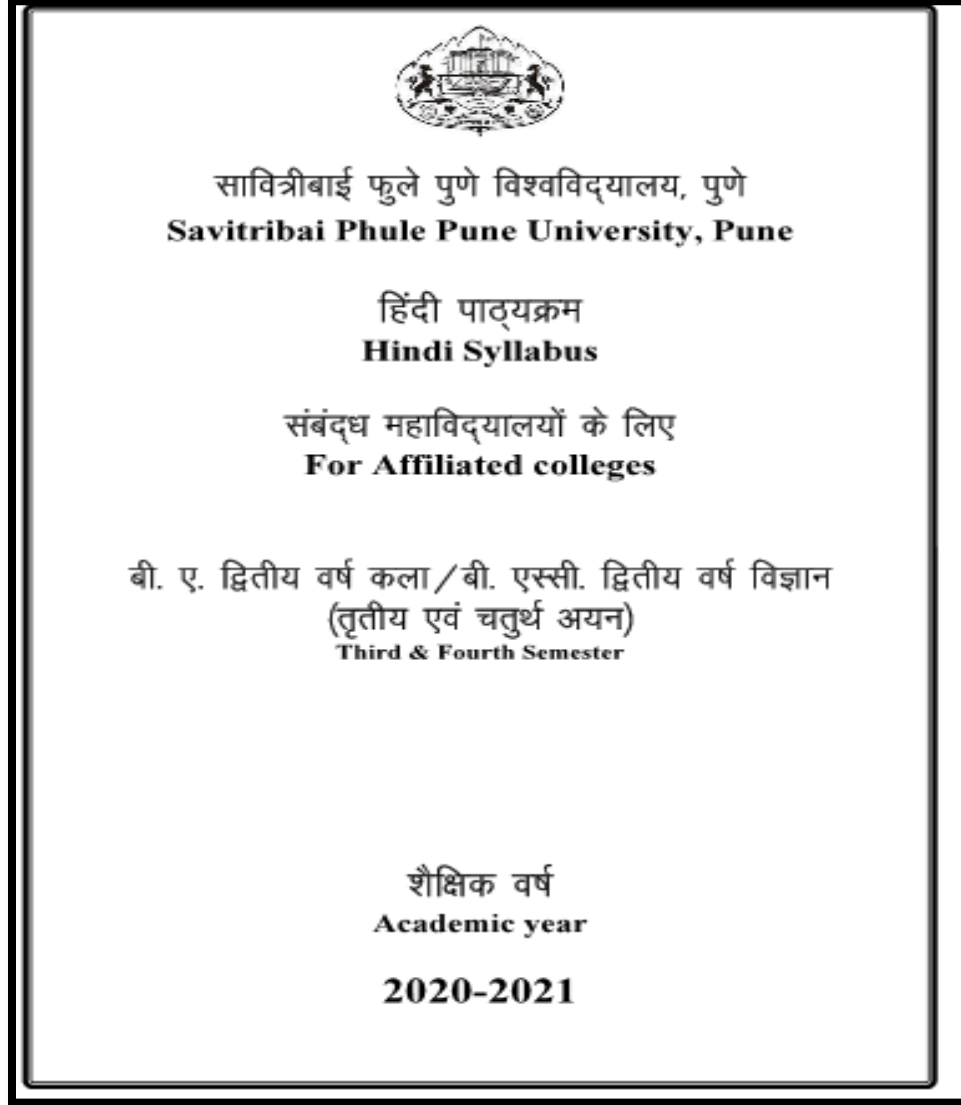 सावित्रीबाई फुले पुणे विश्वविद्‌यालय, पुणे
Savitribai Phule Pune University, Pune
हिंदी पाठ्‌यक्रम
Hindi Syllabus
संबंद्‌ध महाविद्‌यालयों के लिए
For Affiliated colleges
बी. ए. द्वितीय वर्ष कला/बी. एस्सी. द्वितीय वर्ष विज्ञान
(तृतीय एवं चतुर्थ अयन)
Third & Fourth Semester
शैक्षिक वर्ष
Academic year
2020-2021